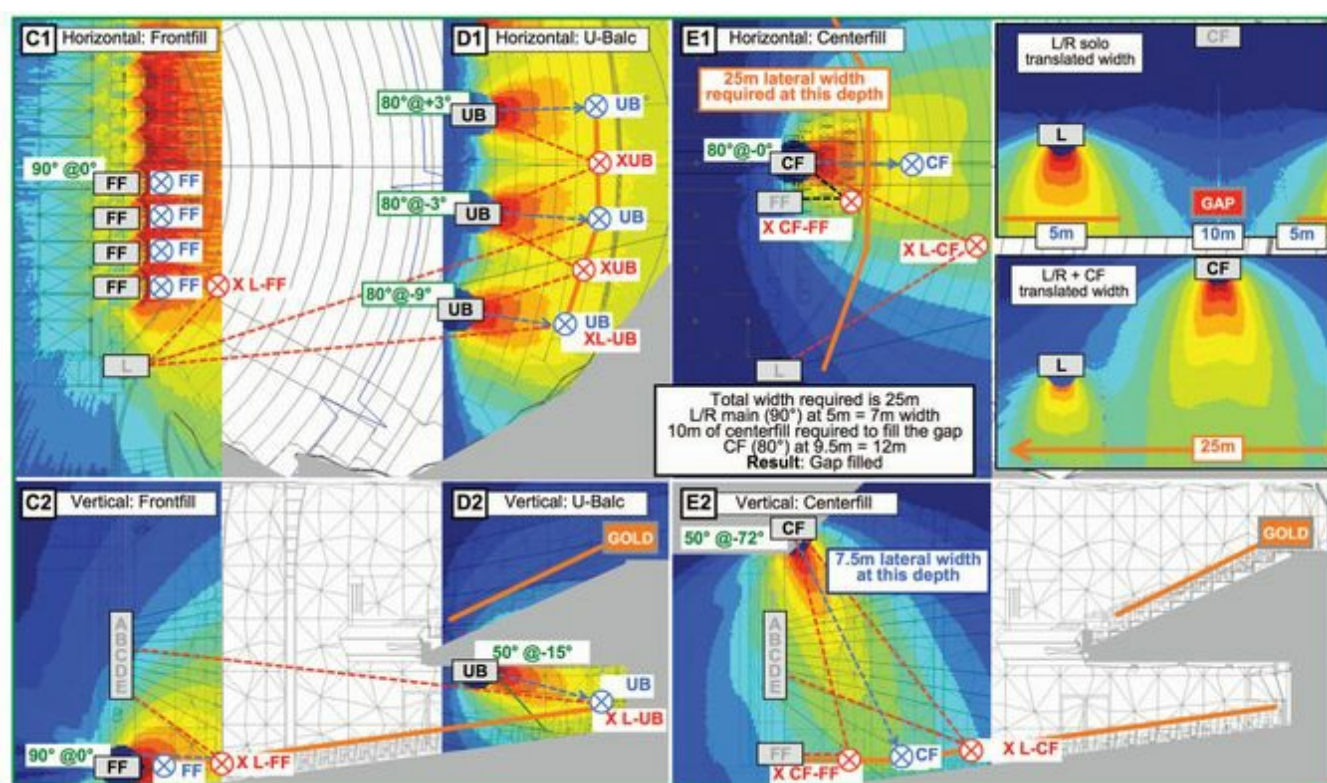 C1 Horizontal: Frontfill
90° @0°
FF
FF
FF
FF
FF
FF
FF
FF
X L-FF
L
D1 Horizontal: U-Balc
80°@+3°
UB
UB
XUB
80°@-3°
UB
UB
XUB
80°@-9°
UB
UB
XL-UB
E1 Horizontal: Centerfill
25m lateral width
required at this depth
80°@-0°
CF
CF
FF
X CF-FF
X L-CF
L
Total width required is 25m
L/R main (90°) at 5m = 7m width
10m of centerfill required to fill the gap
CF (80°) at 9.5m = 12m
Result: Gap filled
L/R solo
translated width
CF
L
GAP
5m
10m
5m
L/R + CF
translated width
CF
L
25m
C2 Vertical: Frontfill
A
B
C
D
E
90° @0°
FF
FF
X L-FF
D2 Vertical: U-Balc
GOLD
50° @-15°
UB
UB
X L-UB
E2 Vertical: Centerfill
CF
50° @-72°
7.5m lateral width
at this depth
A
B
C
D
E
FF
X CF-FF
CF
X L-CF
GOLD